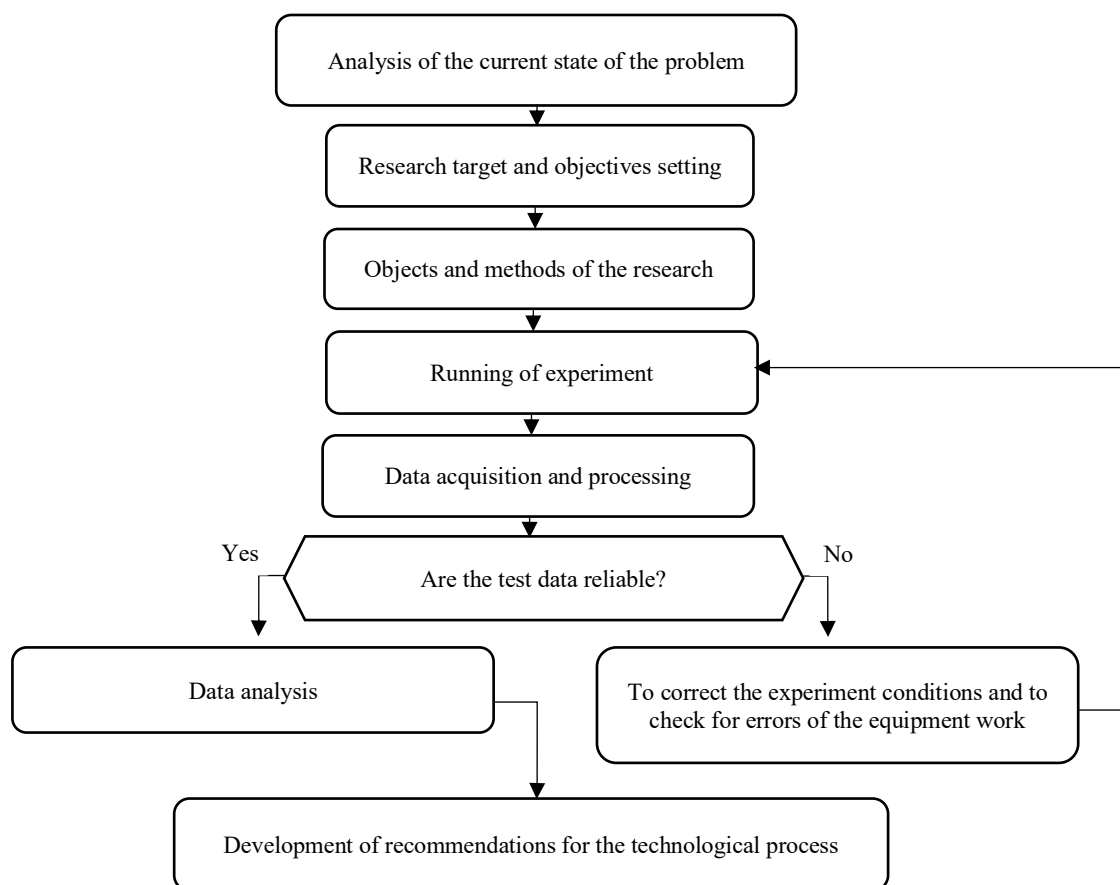 Analysis of the current state of the problem
Research target and objectives setting
Objects and methods of the research
Running of experiment
Data acquisition and processing
Yes
No
Are the test data reliable?
Data analysis
To correct the experiment conditions and to
check for errors of the equipment work
Development of recommendations for the technological process